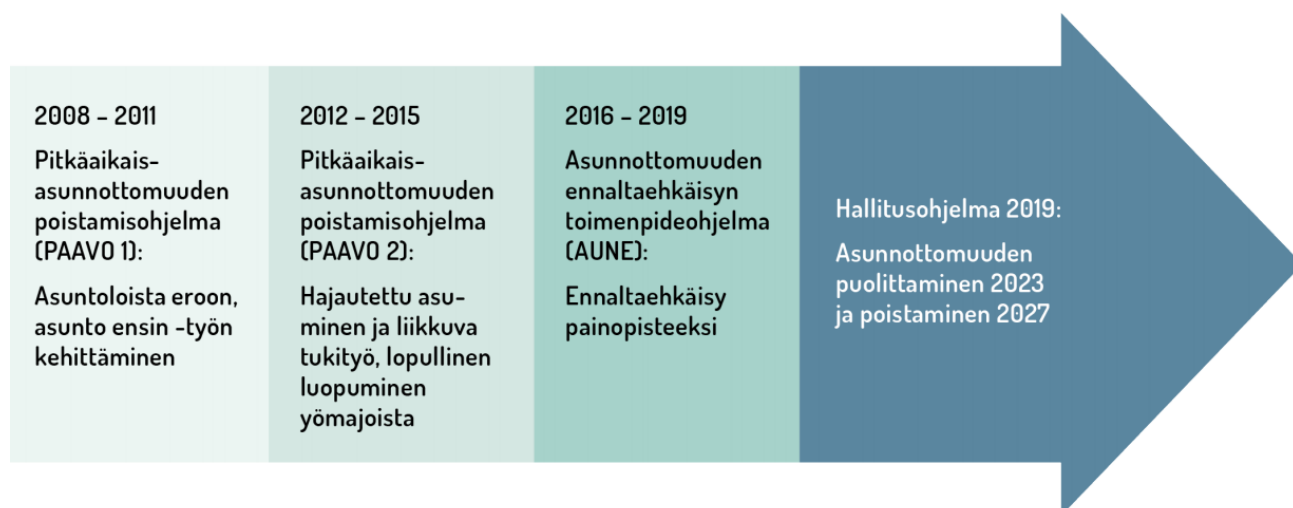 2008 – 2011
Pitkäaikais-
asunnottomuuden
poistamisohjelma
(PAAVO 1):
Asuntoloista eroon,
asunto ensin -työn
kehittäminen
2012 – 2015
Pitkäaikais-
asunnottomuuden
poistamisohjelma
(PAAVO 2):
Hajautettu asu-
minen ja liikkuva
tukityö, lopullinen
luopuminen
yömajoista
2016 – 2019
Asunnottomuuden
ennaltaehkäisyn
toimenpideohjelma
(AUNE):
Ennaltaehkäisy
painopisteeksi
Hallitusohjelma 2019:
Asunnottomuuden
puolittaminen 2023
ja poistaminen 2027